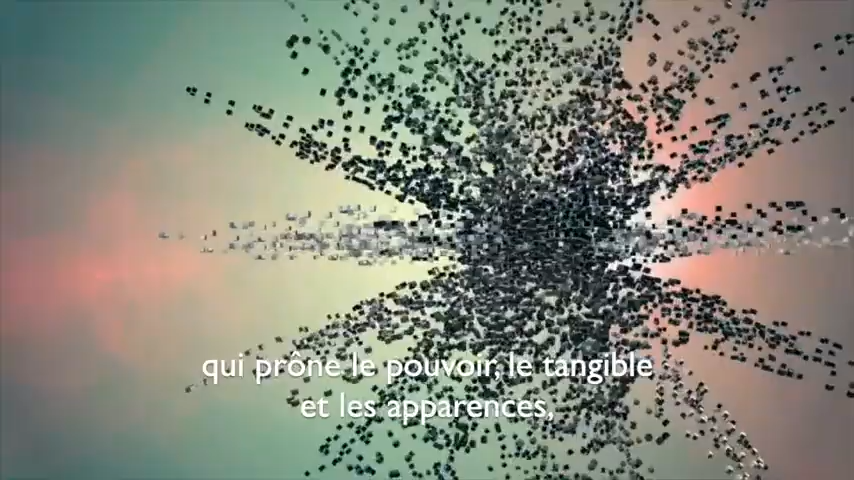 qui prône le pouvoir, le tangible
et les apparences,